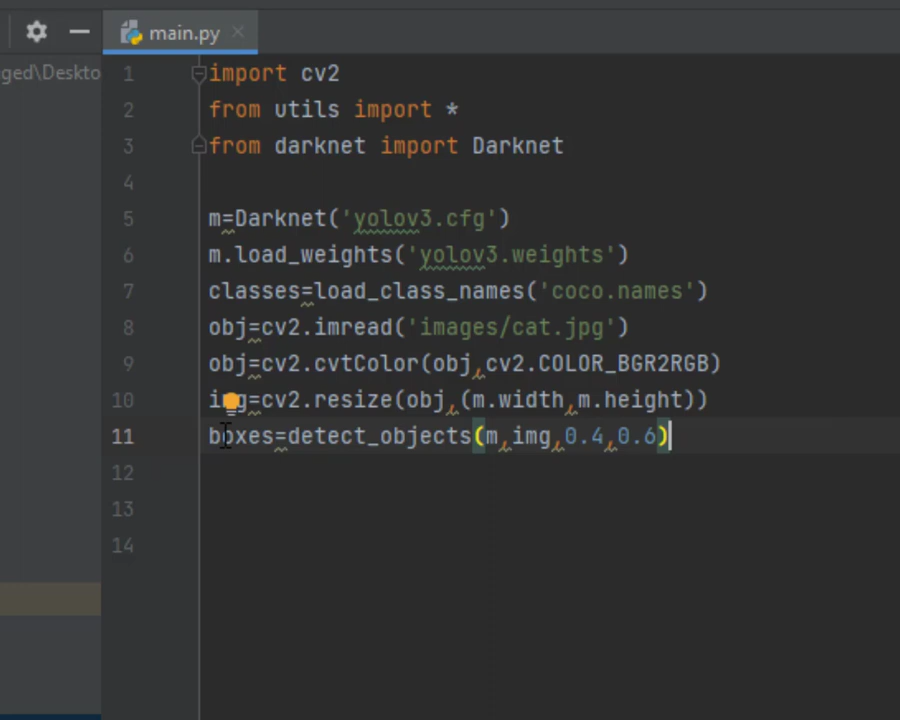 main.py
ged\Deskto
1 import cv2
2 from utils import *
3 from darknet import Darknet
4
5 m=Darknet('yolov3.cfg')
6 m.load_weights('yolov3.weights')
7 classes=load_class_names('coco.names')
8 obj=cv2.imread('images/cat.jpg')
9 obj=cv2.cvtColor(obj,cv2.COLOR_BGR2RGB)
10 img=cv2.resize(obj,(m.width,m.height))
11 boxes=detect_objects(m,img,0.4,0.6)
12
13
14